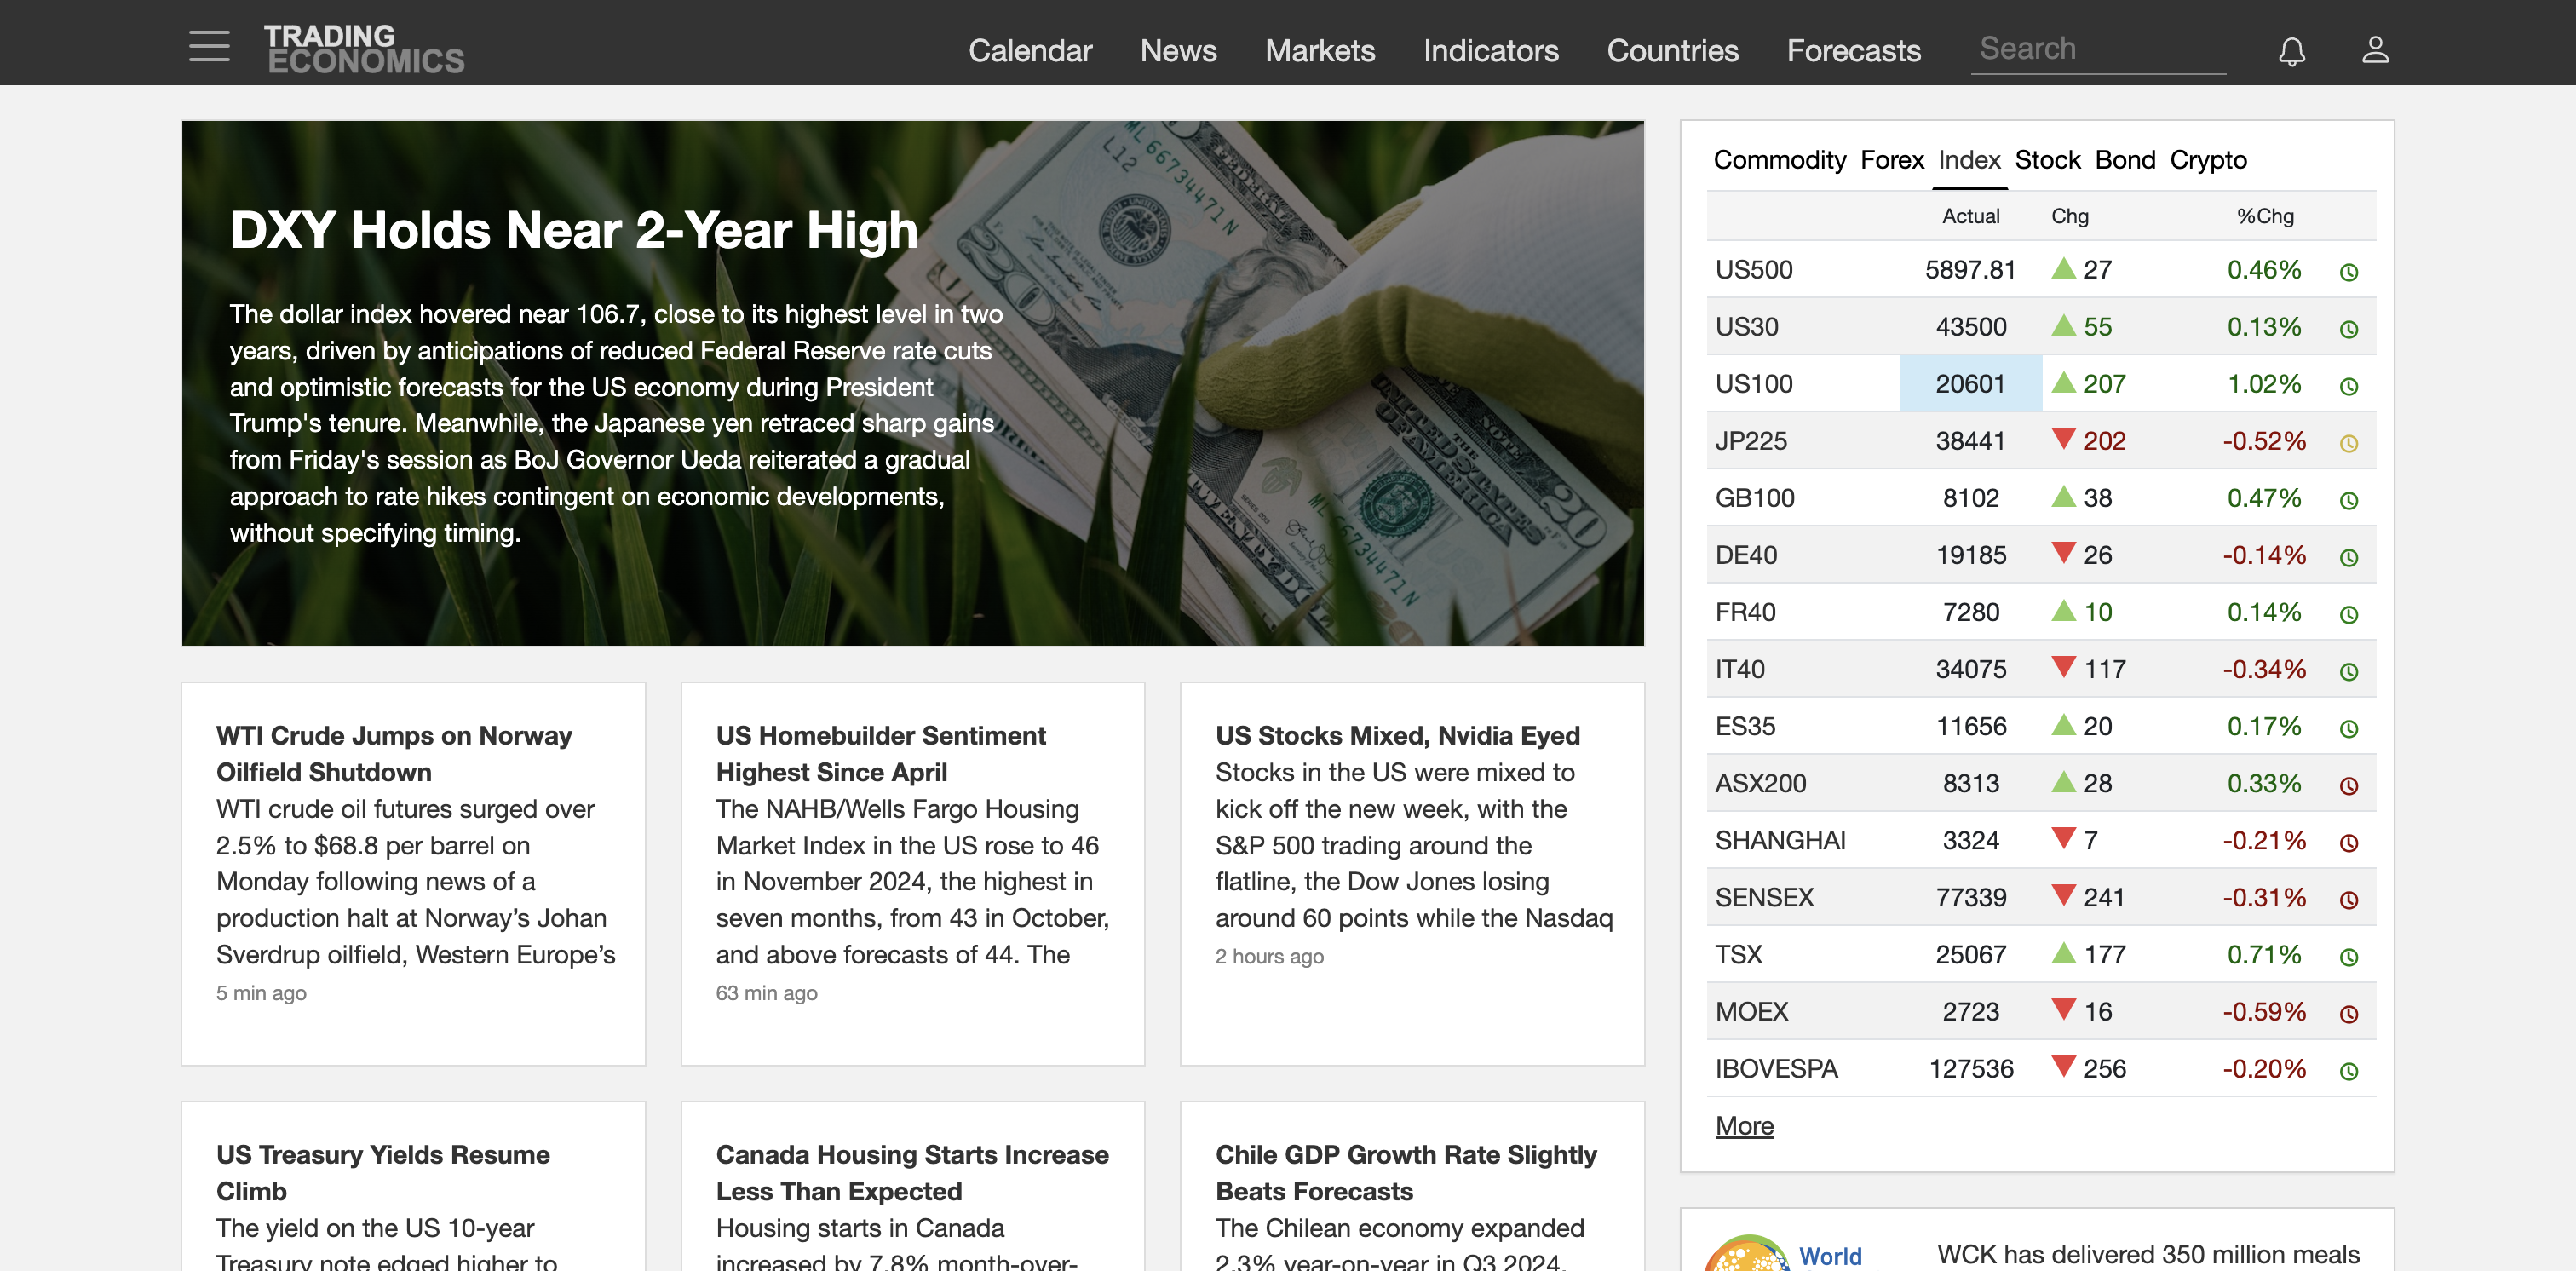 TRADING
ECONOMICS
Calendar News Markets Indicators Countries Forecasts Search
DXY Holds Near 2-Year High
The dollar index hovered near 106.7, close to its highest level in two
years, driven by anticipations of reduced Federal Reserve rate cuts
and optimistic forecasts for the US economy during President
Trump's tenure. Meanwhile, the Japanese yen retraced sharp gains
from Friday's session as BoJ Governor Ueda reiterated a gradual
approach to rate hikes contingent on economic developments,
without specifying timing.
ML 66734471 N
L12
ML 66734471 N
WTI Crude Jumps on Norway
Oilfield Shutdown
WTI crude oil futures surged over
2.5% to $68.8 per barrel on
Monday following news of a
production halt at Norway’s Johan
Sverdrup oilfield, Western Europe’s
5 min ago
US Homebuilder Sentiment
Highest Since April
The NAHB/Wells Fargo Housing
Market Index in the US rose to 46
in November 2024, the highest in
seven months, from 43 in October,
and above forecasts of 44. The
63 min ago
US Stocks Mixed, Nvidia Eyed
Stocks in the US were mixed to
kick off the new week, with the
S&P 500 trading around the
flatline, the Dow Jones losing
around 60 points while the Nasdaq
2 hours ago
US Treasury Yields Resume
Climb
The yield on the US 10-year
Treasury note edged higher to
Canada Housing Starts Increase
Less Than Expected
Housing starts in Canada
increased by 7.8% month-over-
Chile GDP Growth Rate Slightly
Beats Forecasts
The Chilean economy expanded
2.3% year-on-year in Q3 2024,
Commodity Forex Index Stock Bond Crypto
Actual Chg %Chg
US500 5897.81 27 0.46%
US30 43500 55 0.13%
US100 20601 207 1.02%
JP225 38441 202 -0.52%
GB100 8102 38 0.47%
DE40 19185 26 -0.14%
FR40 7280 10 0.14%
IT40 34075 117 -0.34%
ES35 11656 20 0.17%
ASX200 8313 28 0.33%
SHANGHAI 3324 7 -0.21%
SENSEX 77339 241 -0.31%
TSX 25067 177 0.71%
MOEX 2723 16 -0.59%
IBOVESPA 127536 256 -0.20%
More
World
WCK has delivered 350 million meals